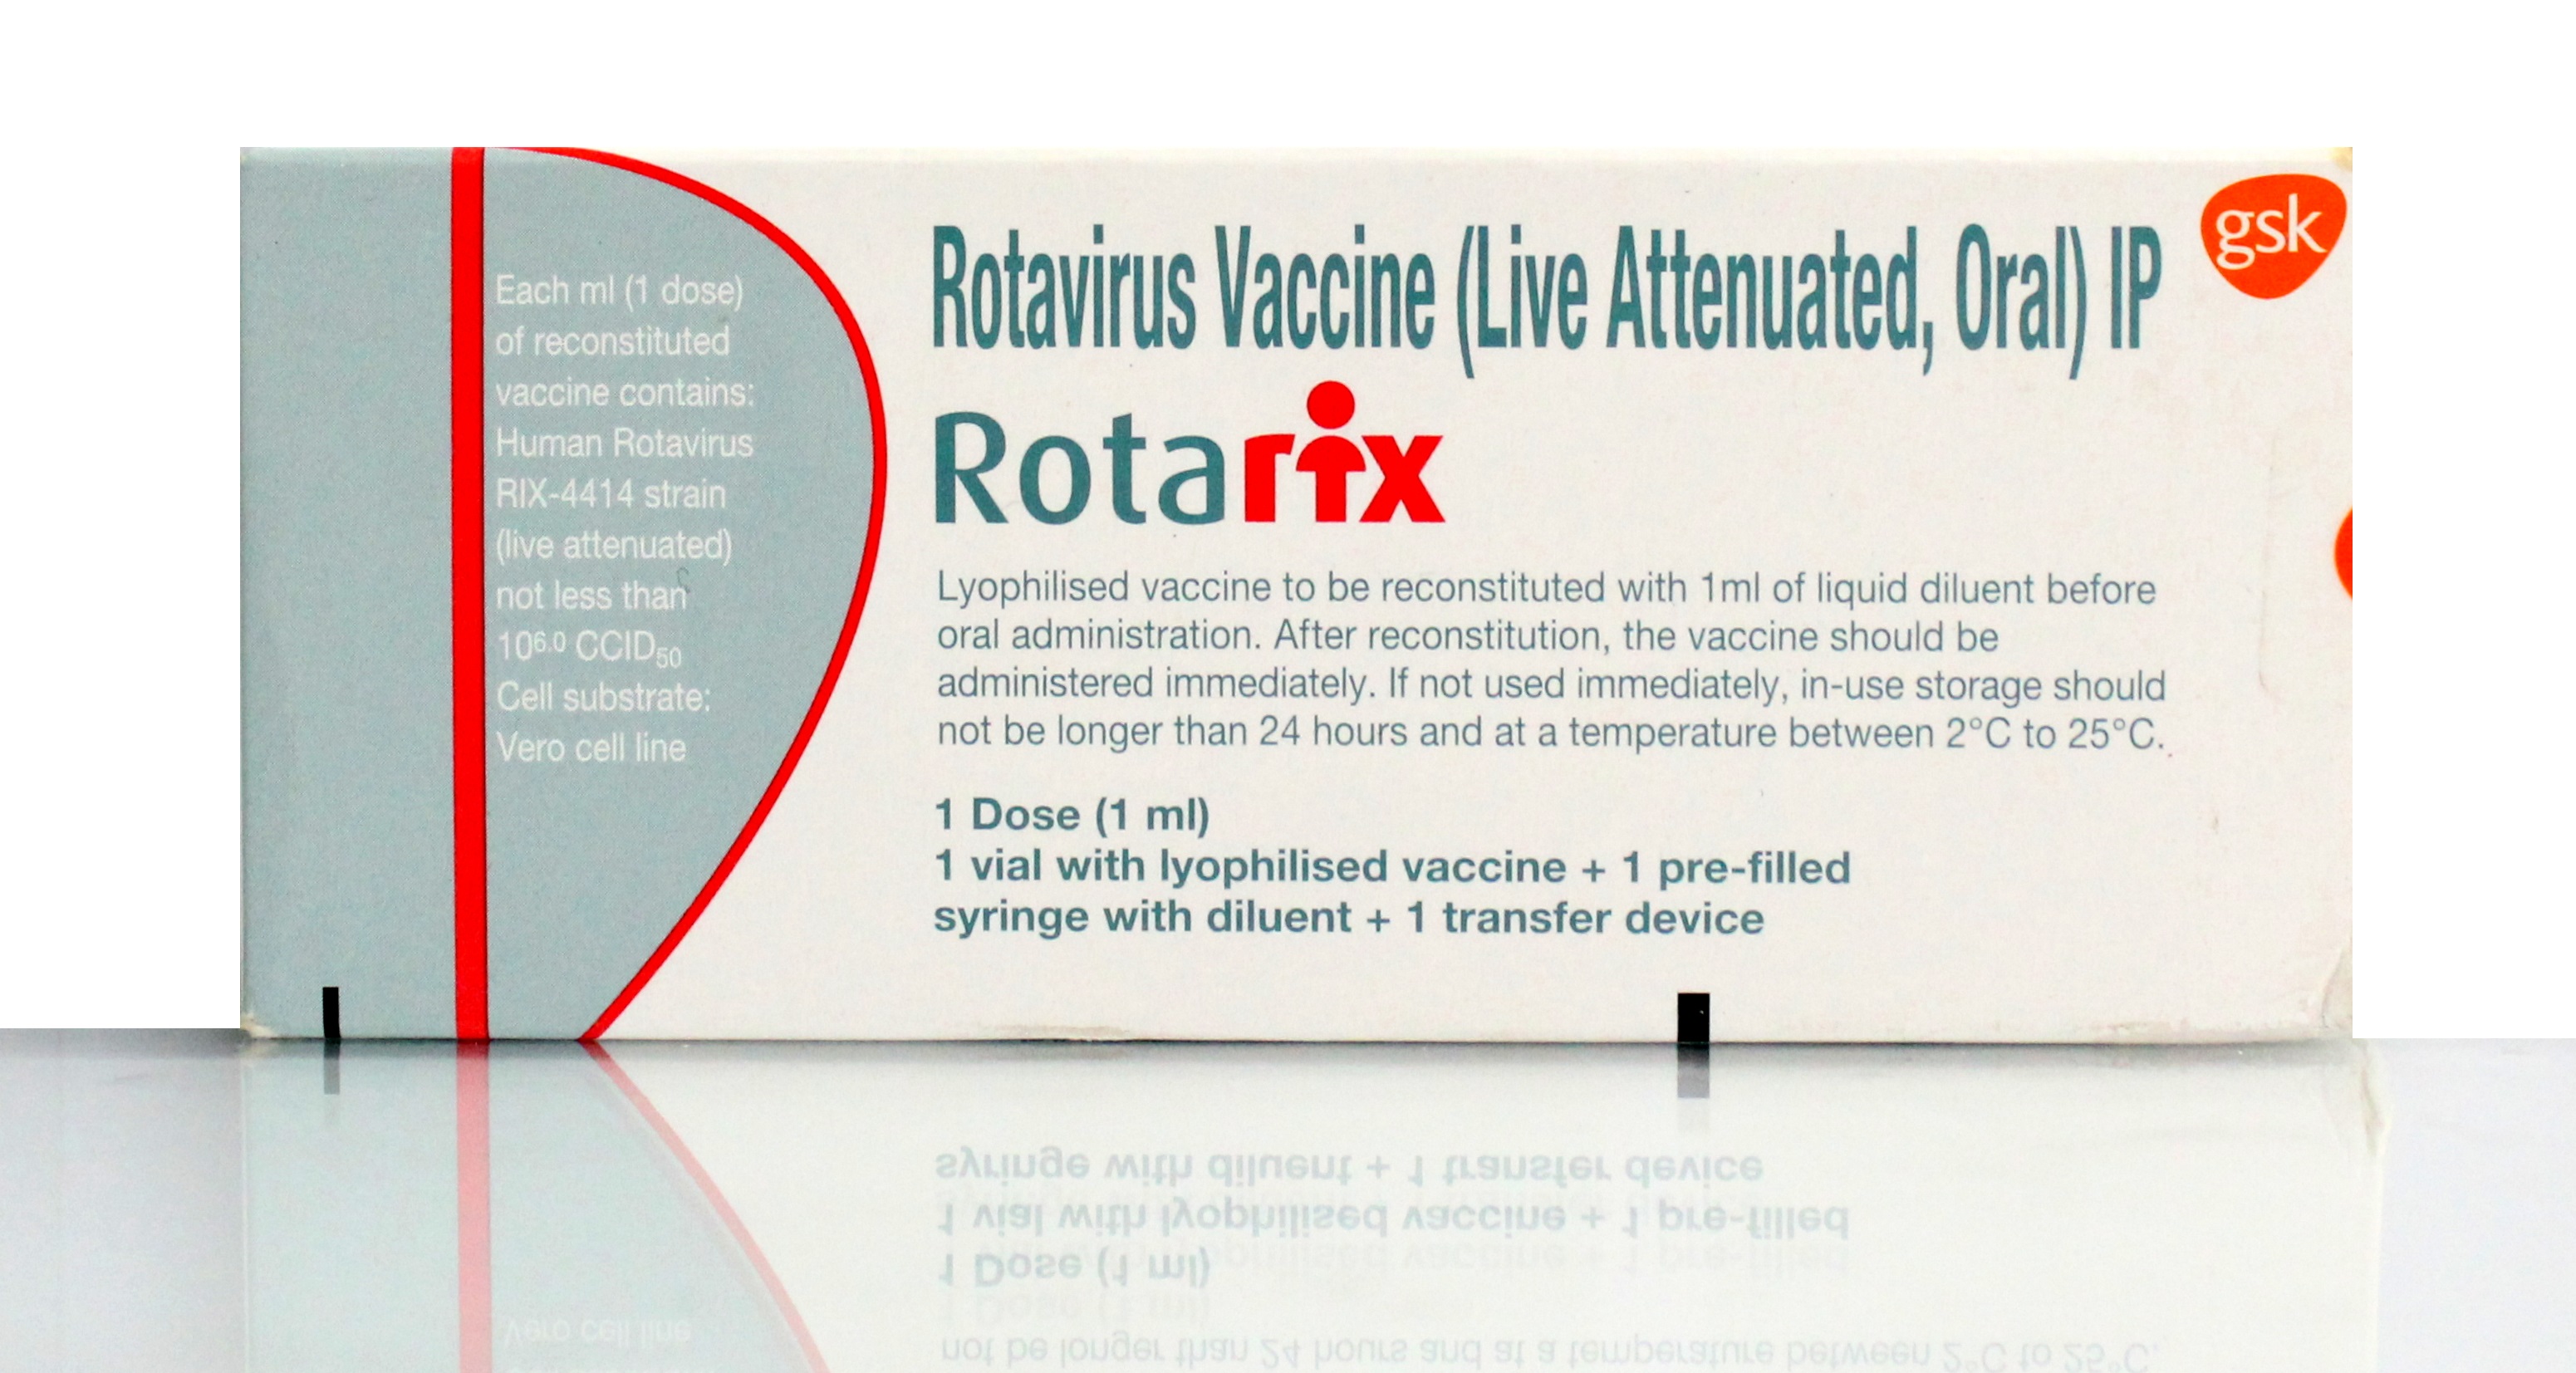 Each ml (1 dose)
of reconstituted
vaccine contains:
Human Rotavirus
RIX-4414 strain
(live attenuated)
not less than
10⁶·⁰ CCID₅₀
Cell substrate:
Vero cell line
Rotavirus Vaccine (Live Attenuated, Oral) IP
gsk
Rotarix
Lyophilised vaccine to be reconstituted with 1ml of liquid diluent before
oral administration. After reconstitution, the vaccine should be
administered immediately. If not used immediately, in-use storage should
not be longer than 24 hours and at a temperature between 2°C to 25°C.
1 Dose (1 ml)
1 vial with lyophilised vaccine + 1 pre-filled
syringe with diluent + 1 transfer device